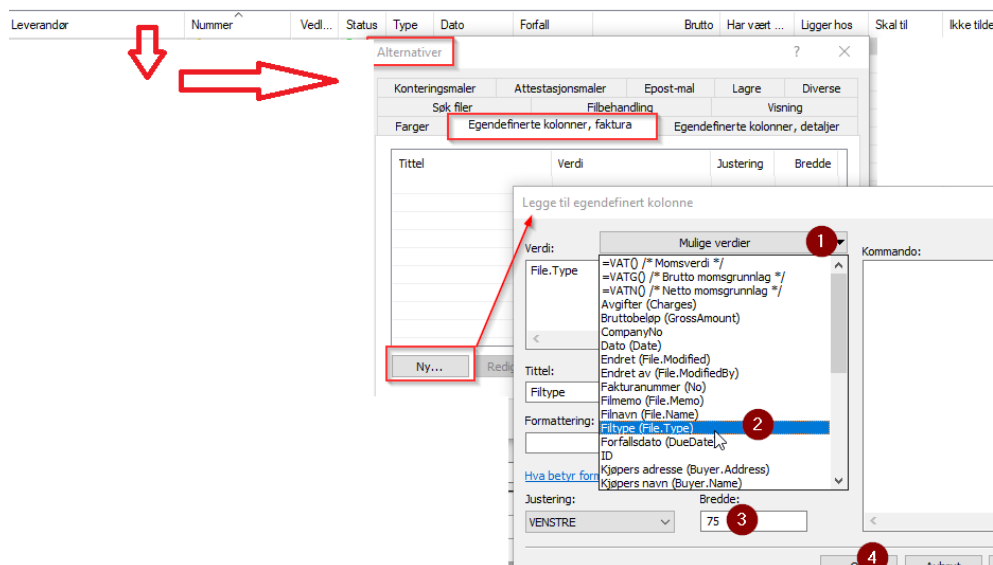 Leverandør Nummer Vedl... Status Type Dato Forfall Brutto Har vært ... Ligger hos Skal til Ikke tilde
Alternativer ? ×
Konteringsmaler Attestasjonsmaler Epost-mal Lagre Diverse
Søk filer Filbehandling Visning
Farger Egendefinerte kolonner, faktura Egendefinerte kolonner, detaljer
Tittel Verdi Justering Bredde
Legge til egendefinert kolonne
Verdi: Mulige verdier 1 Kommando:
File.Type
=VAT() /* Momsverdi */
=VATG() /* Brutto momsgrunnlag */
=VATN() /* Netto momsgrunnlag */
Avgifter (Charges)
Bruttobeløp (GrossAmount)
CompanyNo
Dato (Date)
Endret (File.Modified)
Endret av (File.ModifiedBy)
Fakturanummer (No)
Filmemo (File.Memo)
Filnavn (File.Name)
Filtype (File.Type) 2
Forfallsdato (DueDate)
ID
Kjøpers adresse (Buyer.Address)
Kjøpers navn (Buyer.Name)
Ny... Redig
Tittel:
Filtype
Formattering:
Hva betyr form
Justering: Bredde:
VENSTRE 75 3
4